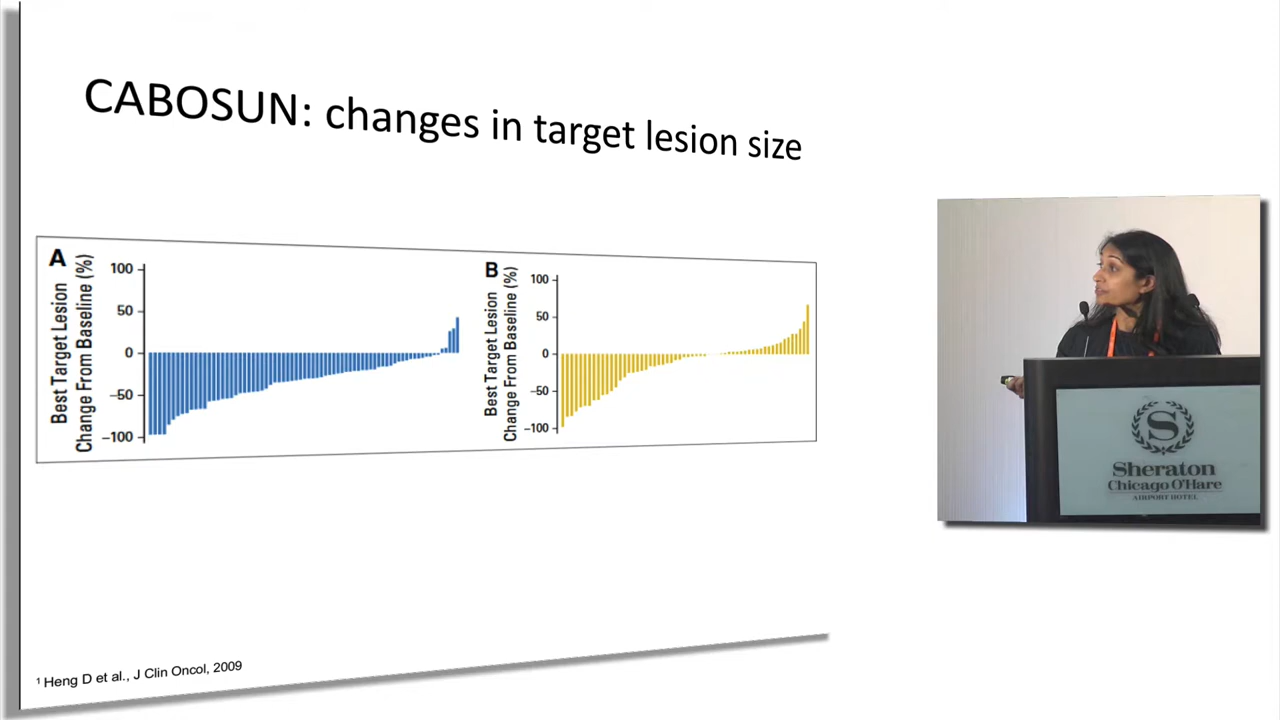 CABOSUN: changes in target lesion size
A
Best Target Lesion
Change From Baseline (%)
100
50
0
−50
−100
B
Best Target Lesion
Change From Baseline (%)
100
50
0
−50
−100
1 Heng D et al., J Clin Oncol, 2009
S
Sheraton
Chicago O'Hare
AIRPORT HOTEL